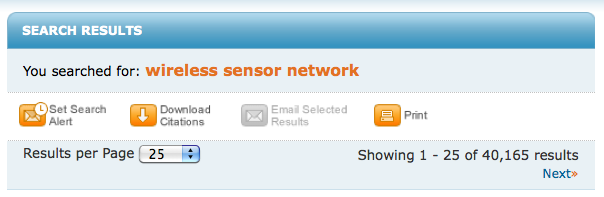 SEARCH RESULTS
You searched for: wireless sensor network
Set Search Alert
Download Citations
Email Selected Results
Print
Results per Page 25
Showing 1 - 25 of 40,165 results
Next»